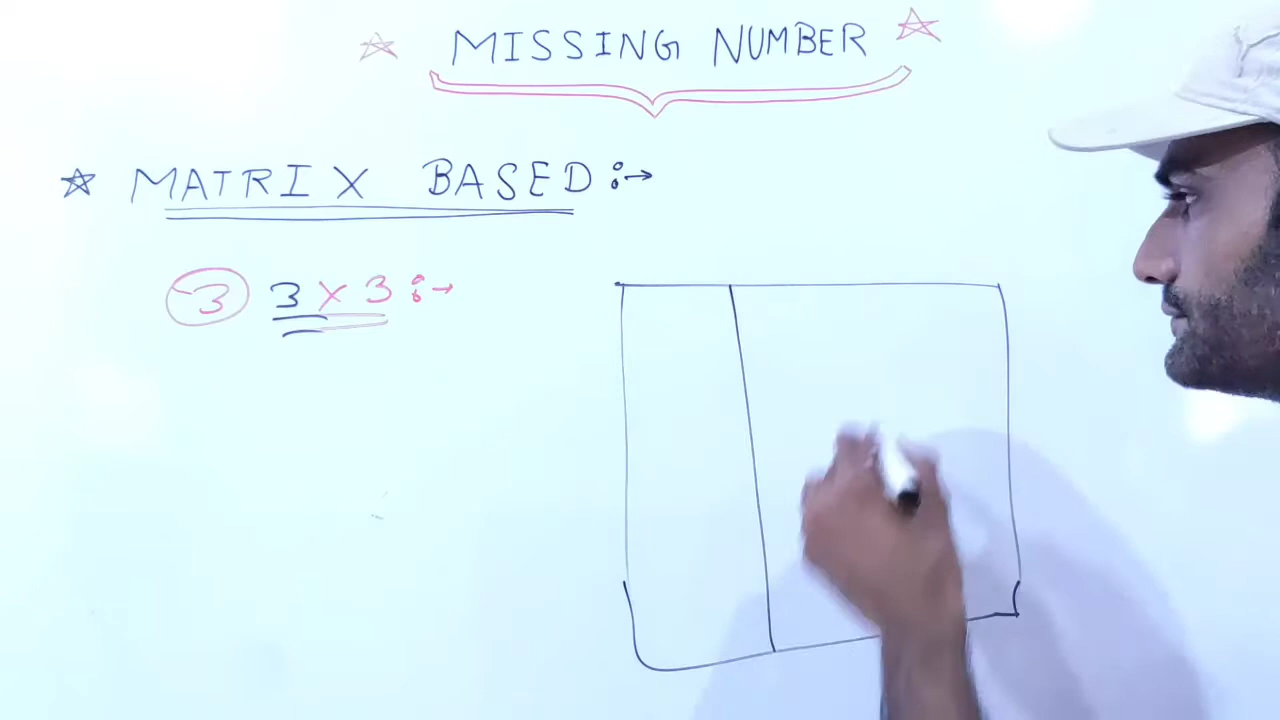 ☆ MISSING NUMBER ☆
☆ MATRIX BASED :→
③ 3 × 3 :→